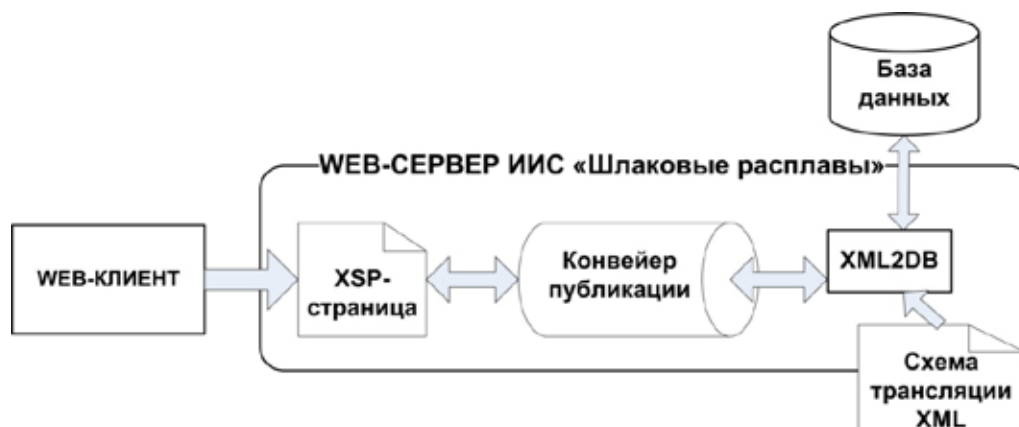 База
данных
WEB-СЕРВЕР ИИС «Шлаковые расплавы»
WEB-КЛИЕНТ
XSP-
страница
Конвейер
публикации
XML2DB
Схема
трансляции
XML